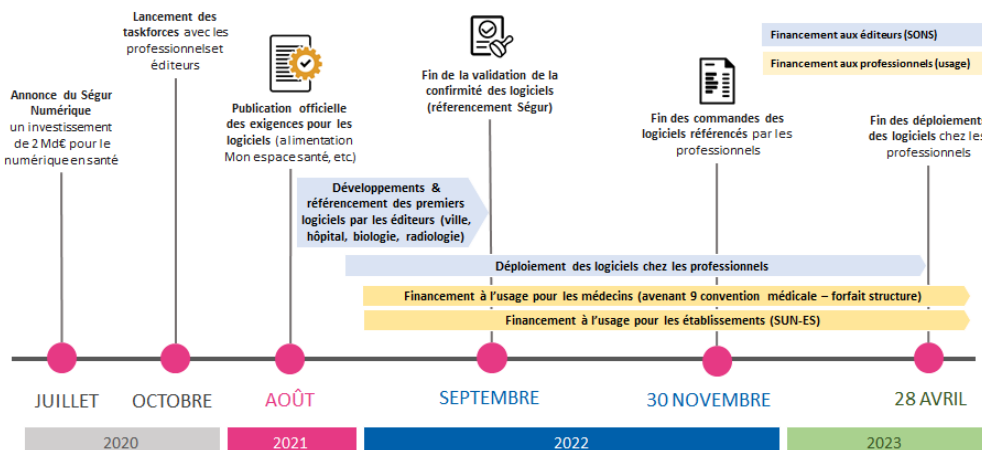 Lancement des
taskforces avec les
professionnels et
éditeurs
Financement aux éditeurs (SONS)
Financement aux professionnels (usage)
Annonce du Ségur
Numérique
un investissement
de 2 Md€ pour le
numérique en santé
Publication officielle
des exigences pour les
logiciels (alimentation
Mon espace santé, etc.)
Fin de la validation de la
confirmité des logiciels
(réferencement Ségur)
Fin des commandes des
logiciels référencés par les
professionnels
Fin des déploiements
des logiciels chez les
professionnels
Développements &
référencement des premiers
logiciels par les éditeurs (ville,
hôpital, biologie, radiologie)
Déploiement des logiciels chez les professionnels
Financement à l’usage pour les médecins (avenant 9 convention médicale – forfait structure)
Financement à l’usage pour les établissements (SUN-ES)
JUILLET
OCTOBRE
AOÛT
SEPTEMBRE
30 NOVEMBRE
28 AVRIL
2020
2021
2022
2023